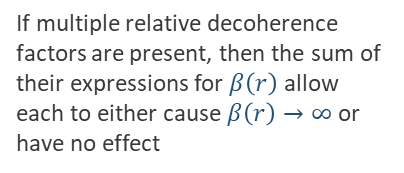 If multiple relative decoherence
factors are present, then the sum of
their expressions for β(r) allow
each to either cause β(r) → ∞ or
have no effect